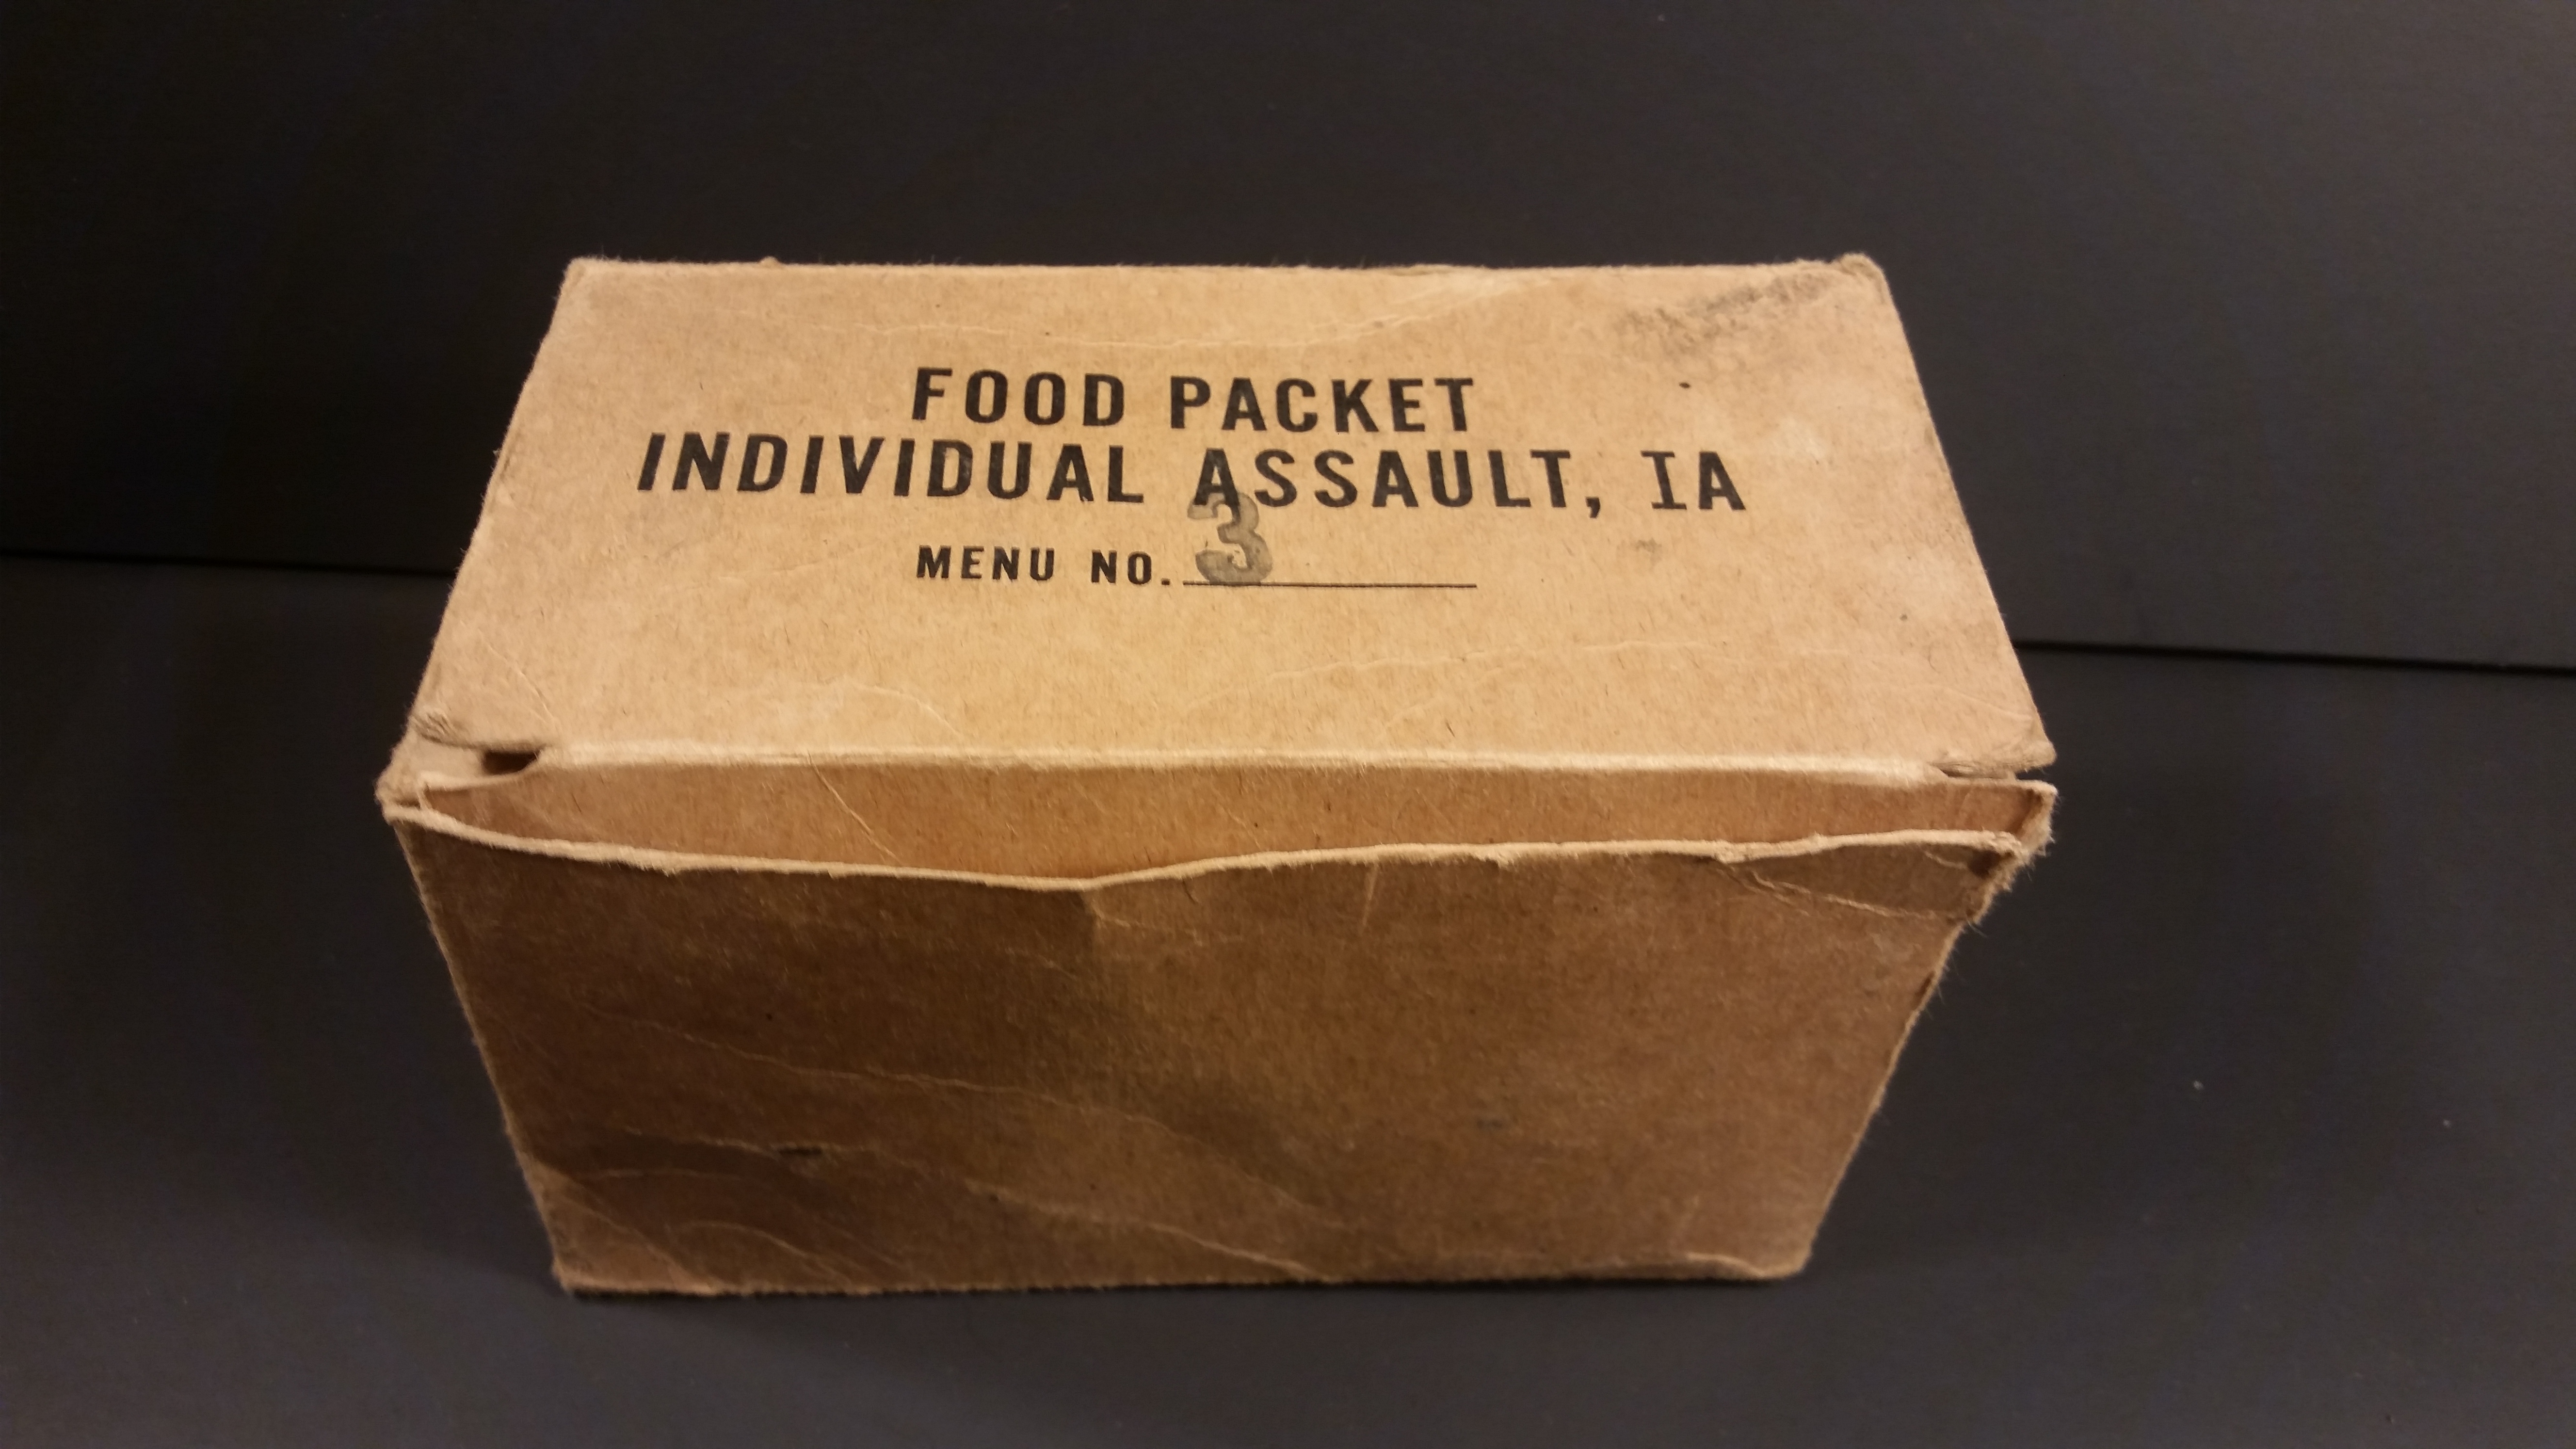 FOOD PACKET
INDIVIDUAL ASSAULT, IA
MENU NO. 3